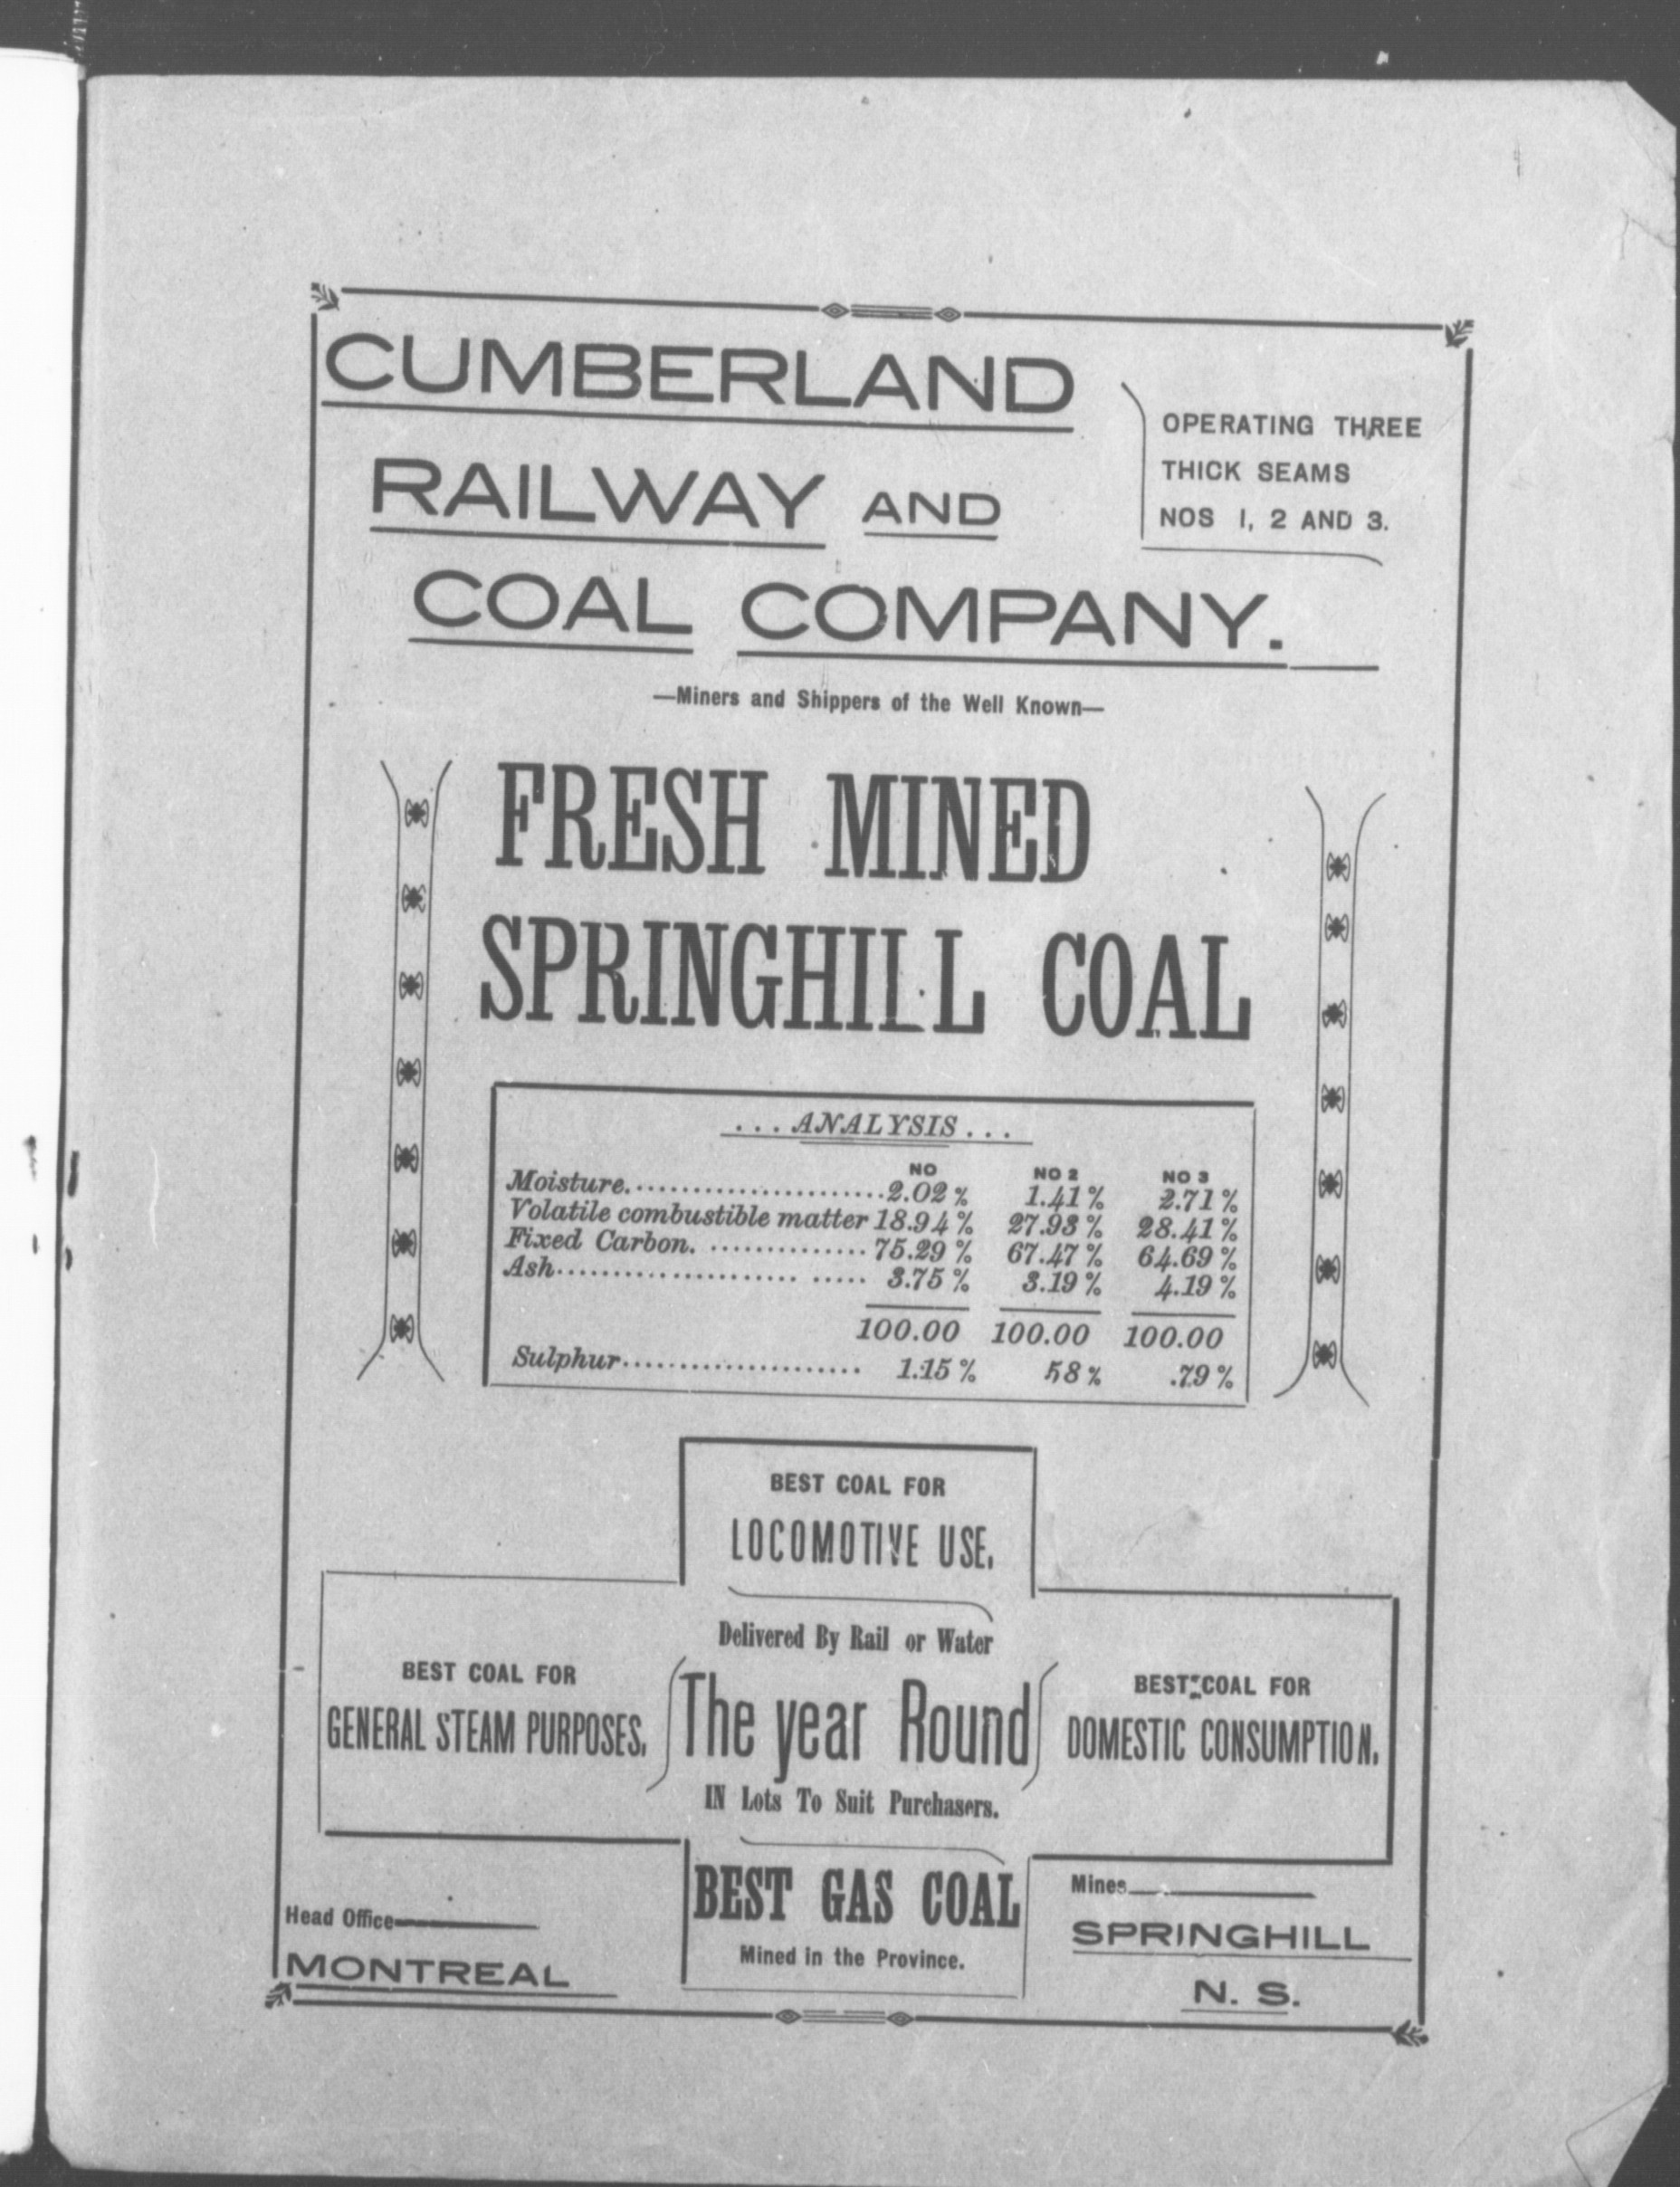 CUMBERLAND
RAILWAY AND
COAL COMPANY.
OPERATING THREE
THICK SEAMS
NOS 1, 2 AND 3.
—Miners and Shippers of the Well Known—
FRESH MINED
SPRINGHILL COAL
...ANALYSIS...
NO NO 2 NO 3
Moisture........................2.02% 1.41% 2.71%
Volatile combustible matter 18.94% 27.93% 28.41%
Fixed Carbon. .............. 75.29% 67.47% 64.69%
Ash..................... ..... 3.75% 3.19% 4.19%
100.00 100.00 100.00
Sulphur..................... 1.15% 58% .79%
BEST COAL FOR
LOCOMOTIVE USE,
Delivered By Rail or Water
BEST COAL FOR
GENERAL STEAM PURPOSES,
The year Round
BEST COAL FOR
DOMESTIC CONSUMPTION,
IN Lots To Suit Purchasers.
BEST GAS COAL
Mined in the Province.
Head Office
MONTREAL
Mines
SPRINGHILL
N. S.